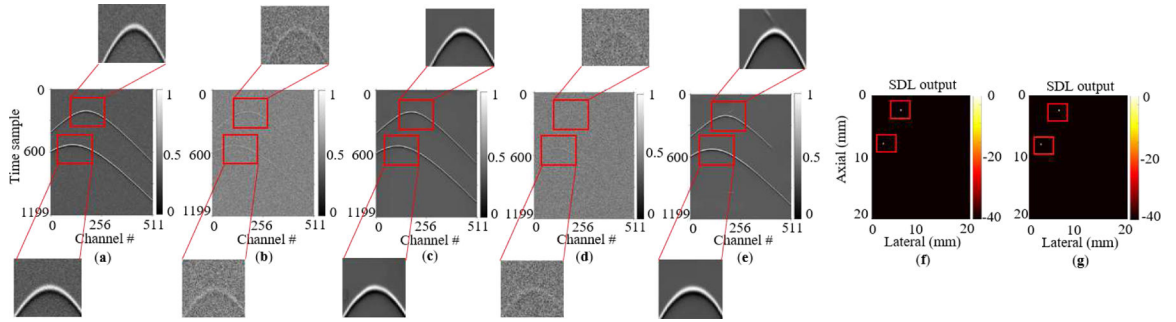 0
600
1199
Time sample
0 256 511
Channel #
(a)
1
0.5
0
0
600
1199
0 256 511
Channel #
(b)
1
0.5
0
0
600
1199
0 256 511
Channel #
(c)
1
0.5
0
0
600
1199
0 256 511
Channel #
(d)
1
0.5
0
0
600
1199
0 256 511
Channel #
(e)
1
0.5
0
SDL output
0
10
20
Axial (mm)
0 10 20
Lateral (mm)
(f)
0
-20
-40
SDL output
0
10
20
0 10 20
Lateral (mm)
(g)
0
-20
-40